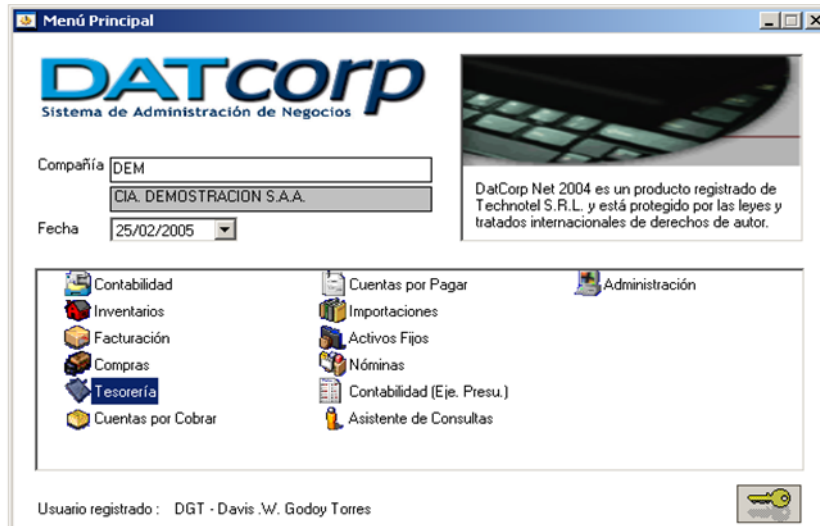 Menú Principal
DATCorp
Sistema de Administración de Negocios
Compañía DEM
CIA. DEMOSTRACION S.A.A.
Fecha 25/02/2005
DatCorp Net 2004 es un producto registrado de
Technotel S.R.L. y está protegido por las leyes y
tratados internacionales de derechos de autor.
Contabilidad
Inventarios
Facturación
Compras
Tesorería
Cuentas por Cobrar
Cuentas por Pagar
Importaciones
Activos Fijos
Nóminas
Contabilidad (Eje. Presu.)
Asistente de Consultas
Administración
Usuario registrado : DGT - Davis .W. Godoy Torres